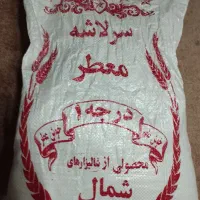 سرلاشه
معطر
درجه ۱
محصولی از شالیزارهای
شمال